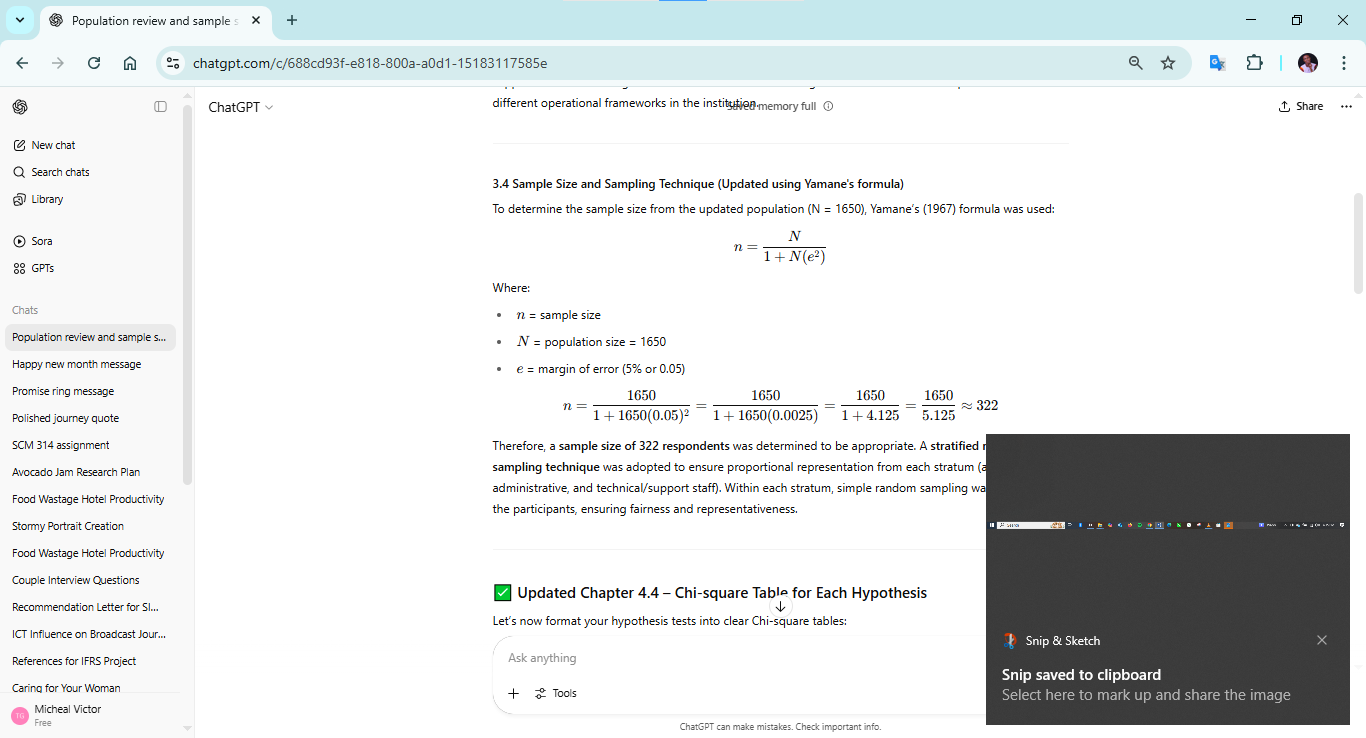 Population review and sample s
chatgpt.com/c/688cd93f-e818-800a-a0d1-15183117585e
ChatGPT
Saved memory full
Share
New chat
Search chats
Library
Sora
GPTs
Chats
Population review and sample s...
Happy new month message
Promise ring message
Polished journey quote
SCM 314 assignment
Avocado Jam Research Plan
Food Wastage Hotel Productivity
Stormy Portrait Creation
Food Wastage Hotel Productivity
Couple Interview Questions
Recommendation Letter for SI...
ICT Influence on Broadcast Jour...
References for IFRS Project
Caring for Your Woman
TG
Micheal Victor
Free
different operational frameworks in the institution.
3.4 Sample Size and Sampling Technique (Updated using Yamane's formula)
To determine the sample size from the updated population (N = 1650), Yamane's (1967) formula was used:
n = N / 1 + N(e²)
Where:
• n = sample size
• N = population size = 1650
• e = margin of error (5% or 0.05)
n = 1650 / 1 + 1650(0.05)² = 1650 / 1 + 1650(0.0025) = 1650 / 1 + 4.125 = 1650 / 5.125 ≈ 322
Therefore, a sample size of 322 respondents was determined to be appropriate. A stratified
sampling technique was adopted to ensure proportional representation from each stratum (a
administrative, and technical/support staff). Within each stratum, simple random sampling wa
the participants, ensuring fairness and representativeness.
✅ Updated Chapter 4.4 – Chi-square Table for Each Hypothesis
Let's now format your hypothesis tests into clear Chi-square tables:
Ask anything
Tools
ChatGPT can make mistakes. Check important info.
Snip & Sketch
Snip saved to clipboard
Select here to mark up and share the image